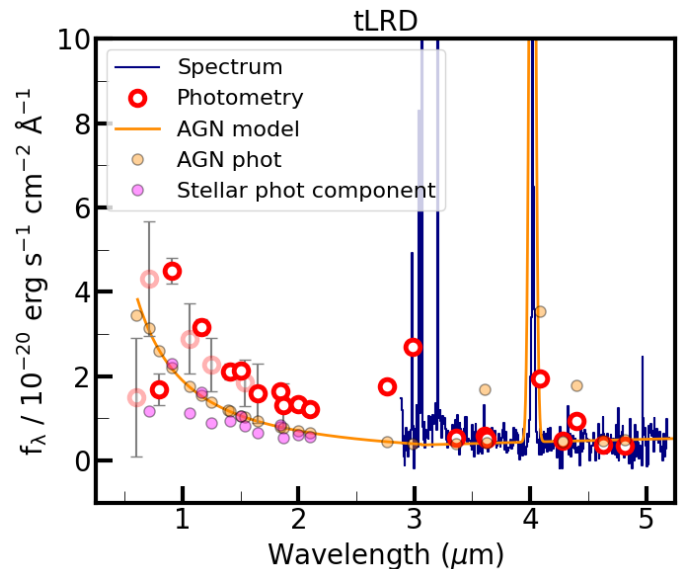 tLRD
10
8
6
4
2
0
f_λ / 10⁻²⁰ erg s⁻¹ cm⁻² Å⁻¹
Spectrum
Photometry
AGN model
AGN phot
Stellar phot component
1 2 3 4 5
Wavelength (μm)